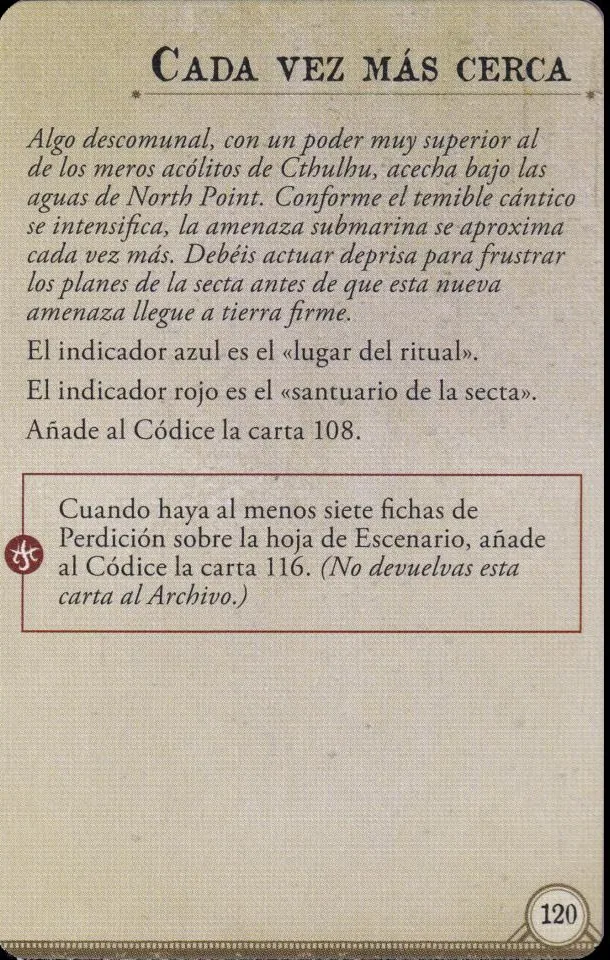 Cada vez más cerca
Algo descomunal, con un poder muy superior al
de los meros acólitos de Cthulhu, acecha bajo las
aguas de North Point. Conforme el temible cántico
se intensifica, la amenaza submarina se aproxima
cada vez más. Debéis actuar deprisa para frustrar
los planes de la secta antes de que esta nueva
amenaza llegue a tierra firme.
El indicador azul es el «lugar del ritual».
El indicador rojo es el «santuario de la secta».
Añade al Códice la carta 108.
Cuando haya al menos siete fichas de
Perdición sobre la hoja de Escenario, añade
al Códice la carta 116. (No devuelvas esta
carta al Archivo.)
120